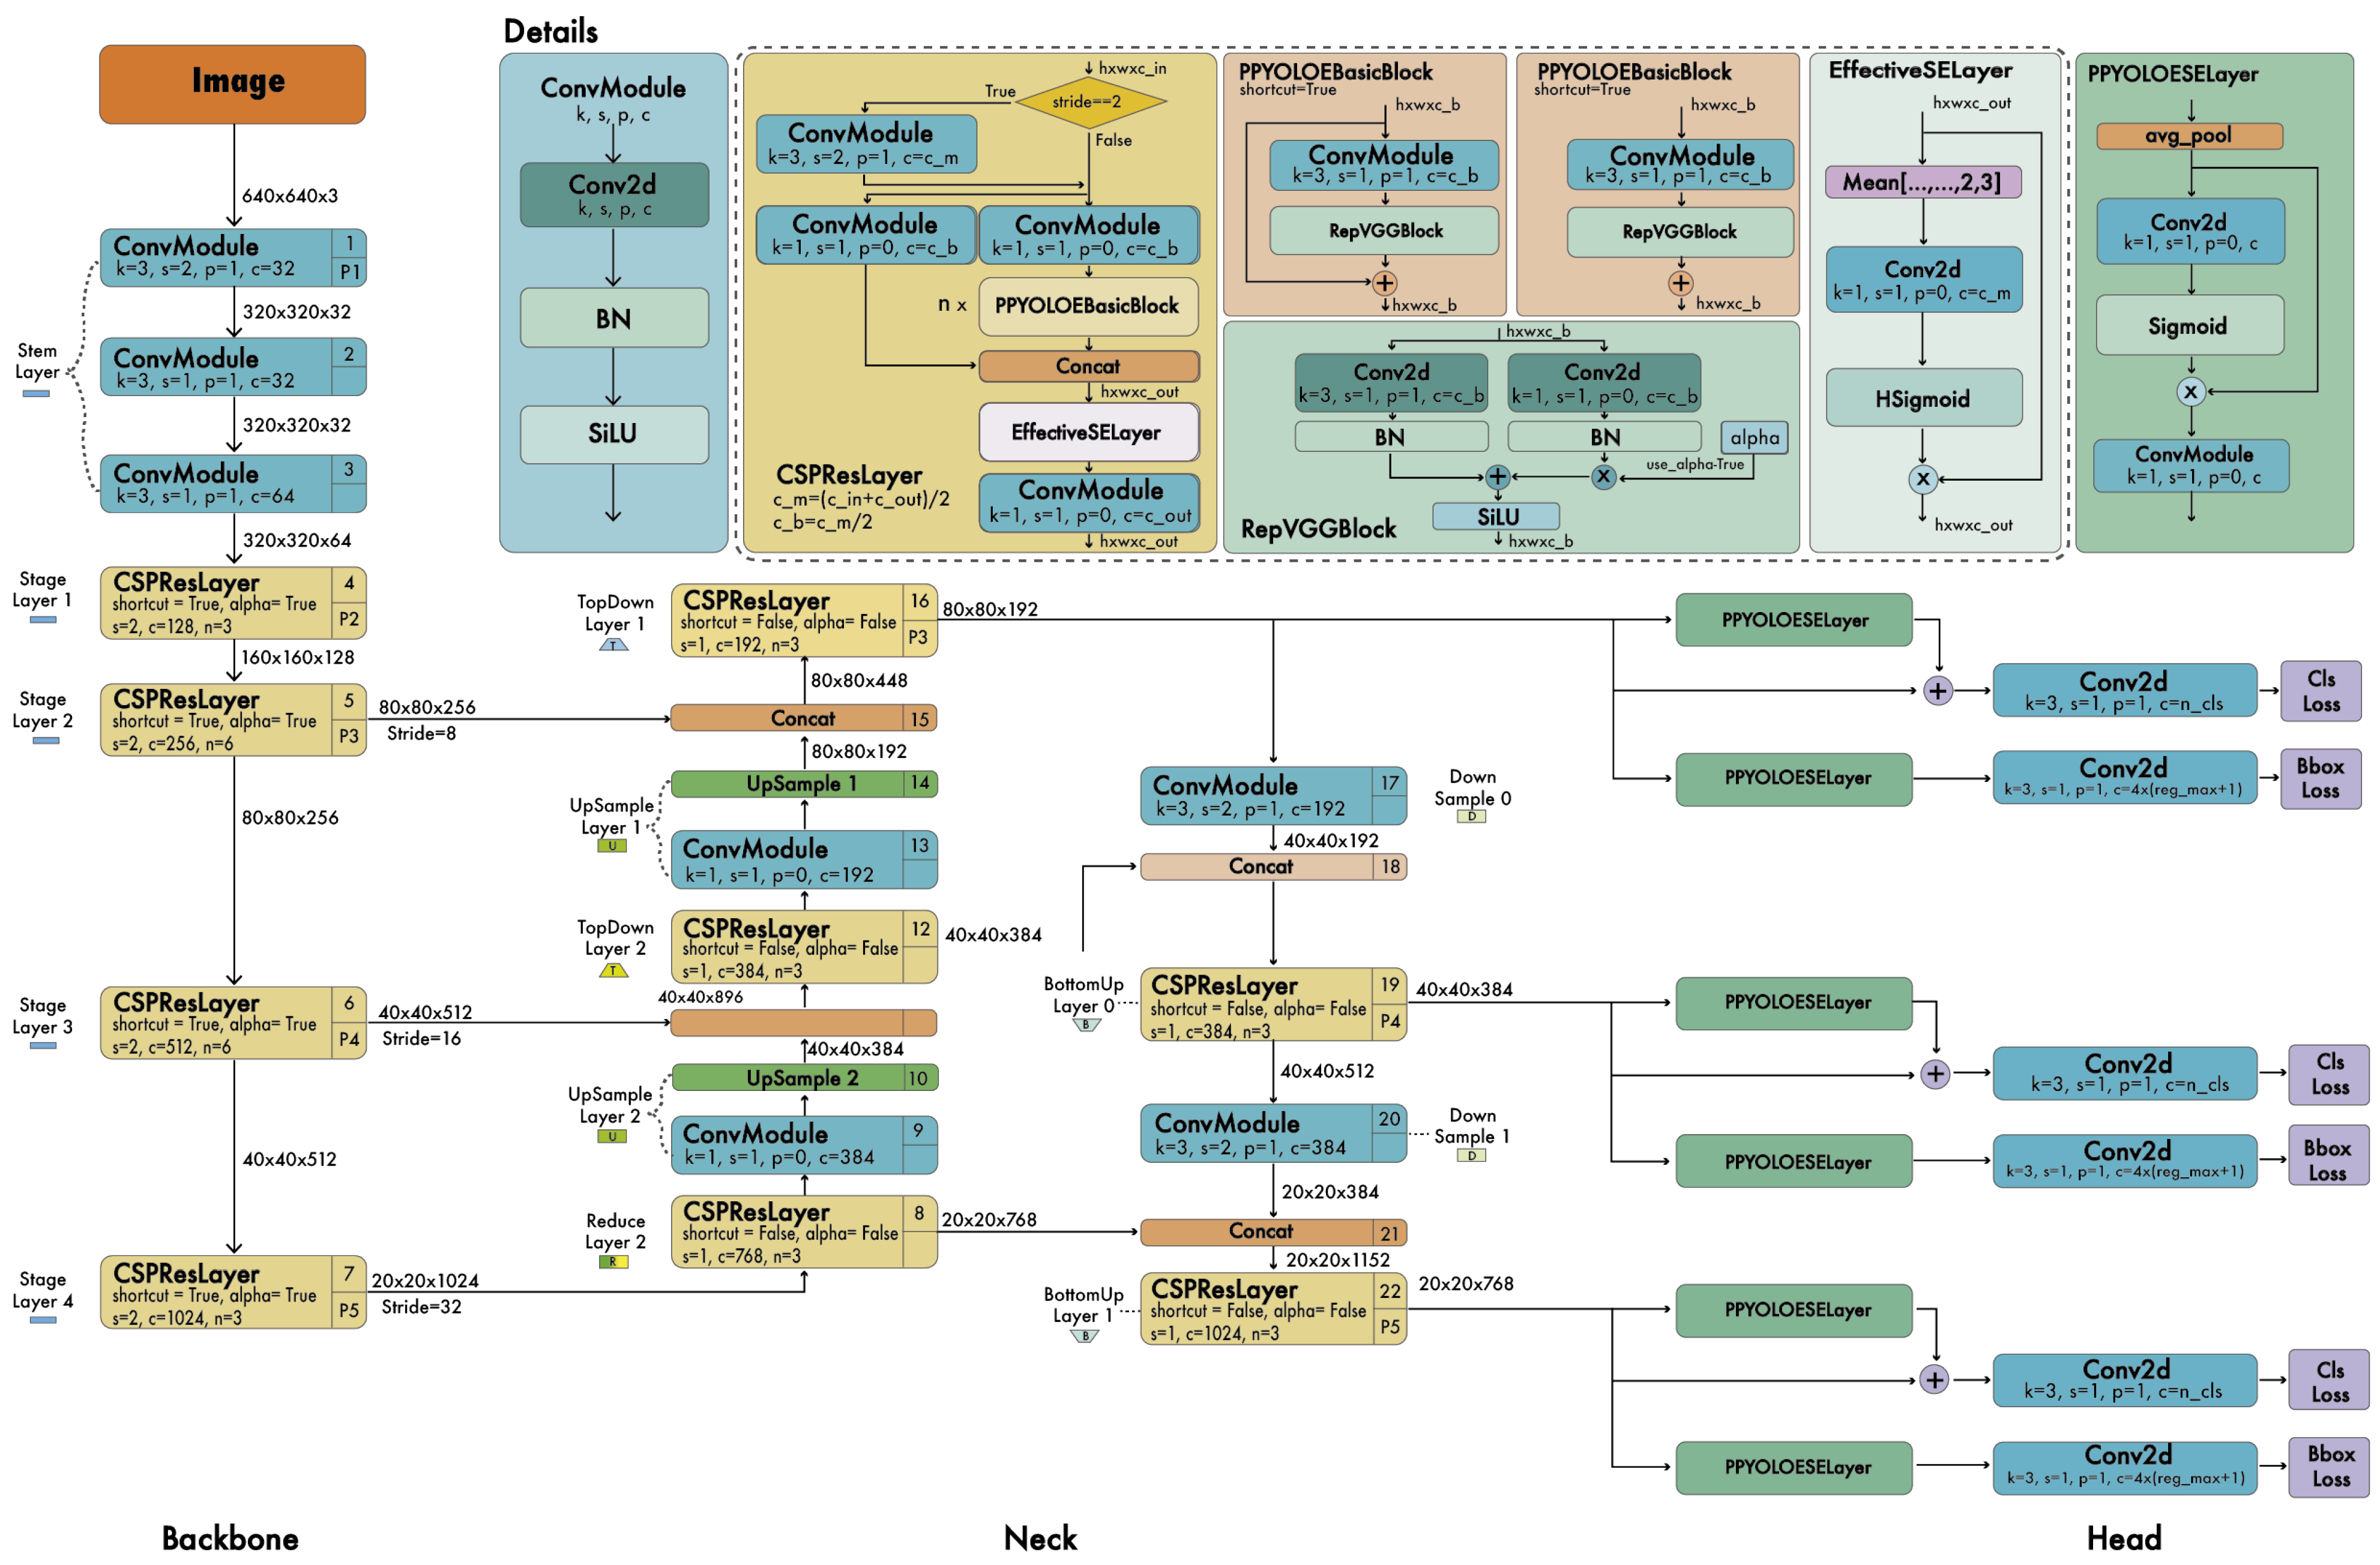 Details
Image
640x640x3
ConvModule
k=3, s=2, p=1, c=32
1
P1
320x320x32
ConvModule
k=3, s=1, p=1, c=32
2
320x320x32
ConvModule
k=3, s=1, p=1, c=64
3
Stem
Layer
320x320x64
Stage
Layer 1
CSPResLayer
shortcut = True, alpha= True
s=2, c=128, n=3
4
P2
160x160x128
Stage
Layer 2
CSPResLayer
shortcut = True, alpha= True
s=2, c=256, n=6
5
P3
80x80x256
Stride=8
80x80x256
Stage
Layer 3
CSPResLayer
shortcut = True, alpha= True
s=2, c=512, n=6
6
P4
40x40x512
Stride=16
40x40x512
Stage
Layer 4
CSPResLayer
shortcut = True, alpha= True
s=2, c=1024, n=3
7
P5
20x20x1024
Stride=32
ConvModule
k, s, p, c
Conv2d
k, s, p, c
BN
SiLU
hxwxc_in
stride==2
True
False
ConvModule
k=3, s=2, p=1, c=c_m
ConvModule
k=1, s=1, p=0, c=c_b
ConvModule
k=1, s=1, p=0, c=c_b
n x
PPYOLOEBasicBlock
Concat
hxwxc_out
EffectiveSELayer
CSPResLayer
c_m=(c_in+c_out)/2
c_b=c_m/2
ConvModule
k=1, s=1, p=0, c=c_out
hxwxc_out
PPYOLOEBasicBlock
shortcut=True
hxwxc_b
ConvModule
k=3, s=1, p=1, c=c_b
RepVGGBlock
+
hxwxc_b
PPYOLOEBasicBlock
shortcut=True
hxwxc_b
ConvModule
k=3, s=1, p=1, c=c_b
RepVGGBlock
+
hxwxc_b
hxwxc_b
Conv2d
k=3, s=1, p=1, c=c_b
Conv2d
k=1, s=1, p=0, c=c_b
BN
BN
alpha
use_alpha-True
+
x
SiLU
RepVGGBlock
hxwxc_b
EffectiveSELayer
hxwxc_out
Mean[...,...,2,3]
Conv2d
k=1, s=1, p=0, c=c_m
HSigmoid
x
hxwxc_out
PPYOLOESELayer
avg_pool
Conv2d
k=1, s=1, p=0, c
Sigmoid
x
ConvModule
k=1, s=1, p=0, c
TopDown
Layer 1
T
CSPResLayer
shortcut = False, alpha= False
s=1, c=192, n=3
16
P3
80x80x192
80x80x448
Concat
15
80x80x192
UpSample 1
14
UpSample
Layer 1
U
ConvModule
k=1, s=1, p=0, c=192
13
TopDown
Layer 2
T
CSPResLayer
shortcut = False, alpha= False
s=1, c=384, n=3
12
40x40x384
40x40x896
40x40x384
UpSample 2
10
UpSample
Layer 2
U
ConvModule
k=1, s=1, p=0, c=384
9
Reduce
Layer 2
R
CSPResLayer
shortcut = False, alpha= False
s=1, c=768, n=3
8
20x20x768
ConvModule
k=3, s=2, p=1, c=192
17
Down
Sample 0
D
40x40x192
Concat
18
BottomUp
Layer 0
B
CSPResLayer
shortcut = False, alpha= False
s=1, c=384, n=3
19
P4
40x40x384
40x40x512
ConvModule
k=3, s=2, p=1, c=384
20
Down
Sample 1
D
20x20x384
Concat
21
20x20x1152
BottomUp
Layer 1
B
CSPResLayer
shortcut = False, alpha= False
s=1, c=1024, n=3
22
P5
20x20x768
PPYOLOESELayer
+
Conv2d
k=3, s=1, p=1, c=n_cls
Cls
Loss
PPYOLOESELayer
Conv2d
k=3, s=1, p=1, c=4x(reg_max+1)
Bbox
Loss
PPYOLOESELayer
+
Conv2d
k=3, s=1, p=1, c=n_cls
Cls
Loss
PPYOLOESELayer
Conv2d
k=3, s=1, p=1, c=4x(reg_max+1)
Bbox
Loss
PPYOLOESELayer
+
Conv2d
k=3, s=1, p=1, c=n_cls
Cls
Loss
PPYOLOESELayer
Conv2d
k=3, s=1, p=1, c=4x(reg_max+1)
Bbox
Loss
Backbone
Neck
Head